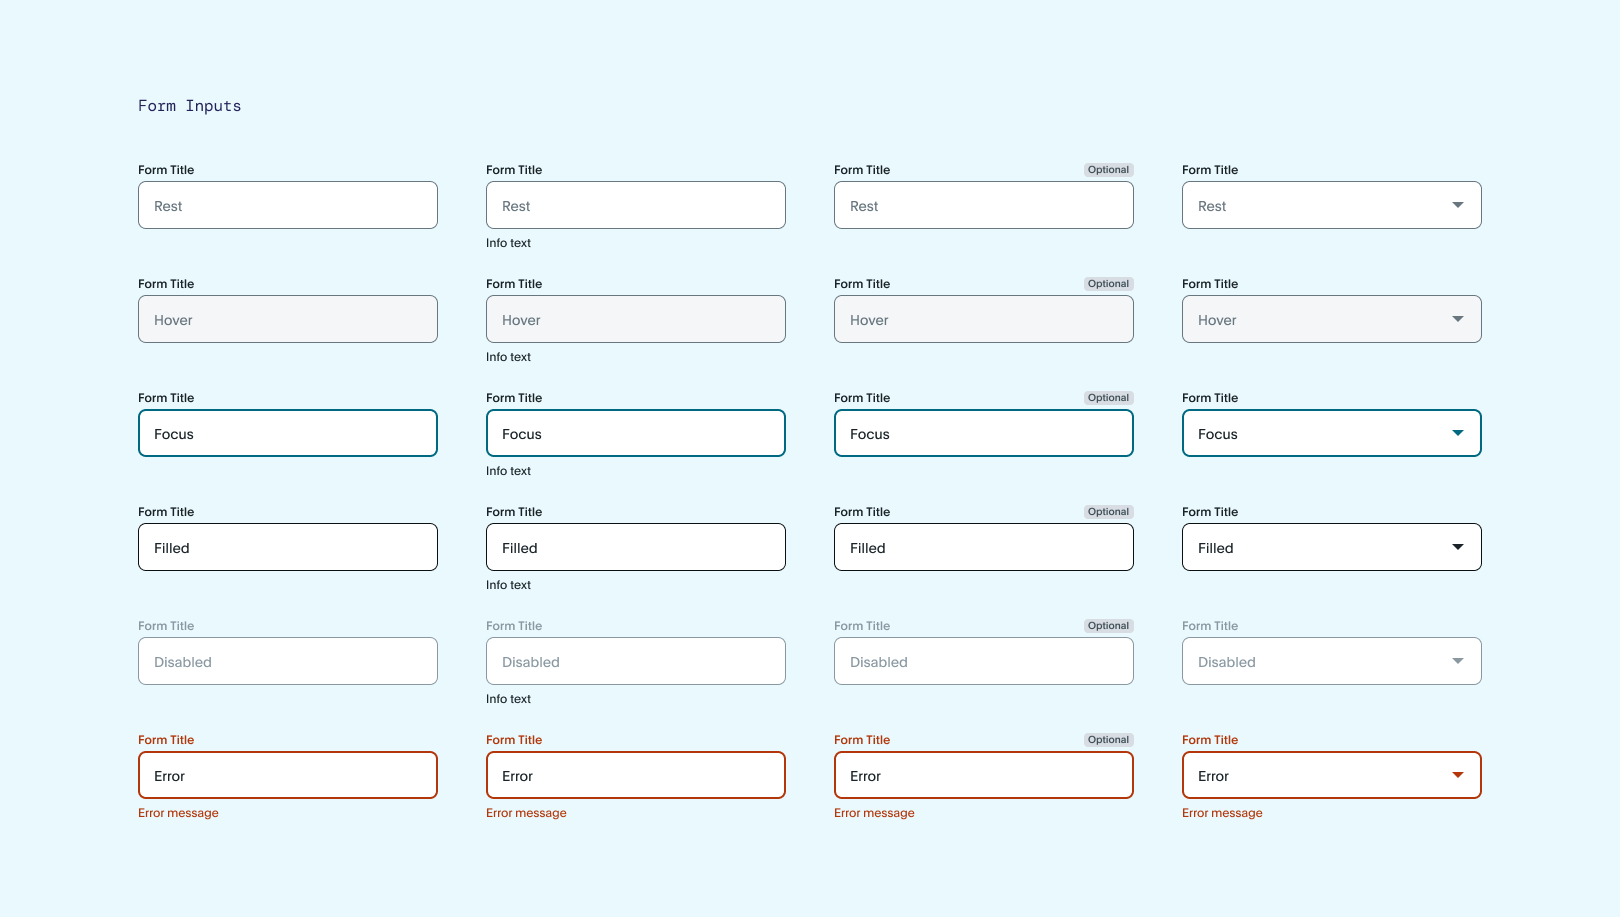 Form Inputs
Form Title
Form Title
Form Title Optional
Form Title
Rest
Rest
Rest
Rest
Info text
Form Title
Form Title
Form Title Optional
Form Title
Hover
Hover
Hover
Hover
Info text
Form Title
Form Title
Form Title Optional
Form Title
Focus
Focus
Focus
Focus
Info text
Form Title
Form Title
Form Title Optional
Form Title
Filled
Filled
Filled
Filled
Info text
Form Title
Form Title
Form Title Optional
Form Title
Disabled
Disabled
Disabled
Disabled
Info text
Form Title
Form Title
Form Title Optional
Form Title
Error
Error
Error
Error
Error message
Error message
Error message
Error message